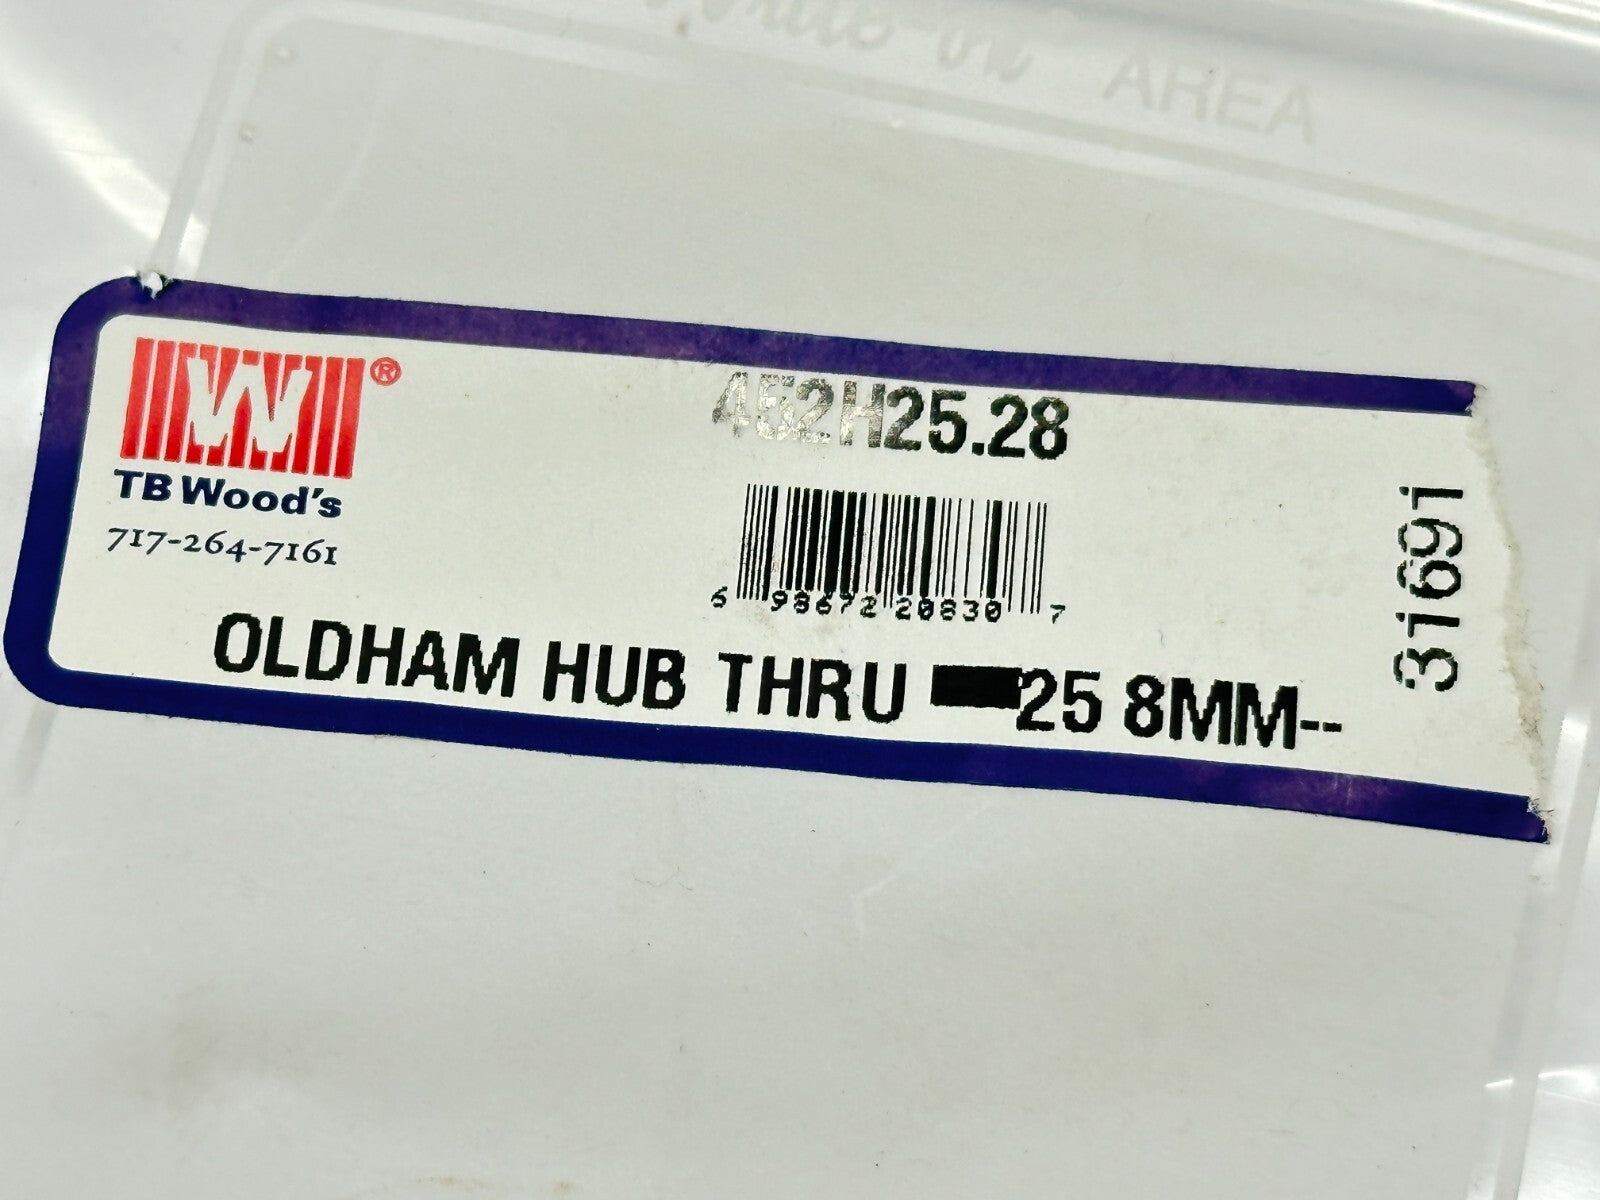 AREA
®
452H25.28
TB Wood's
717-264-7161
6 98672 20830 7
OLDHAM HUB THRU 25 8MM--
31691